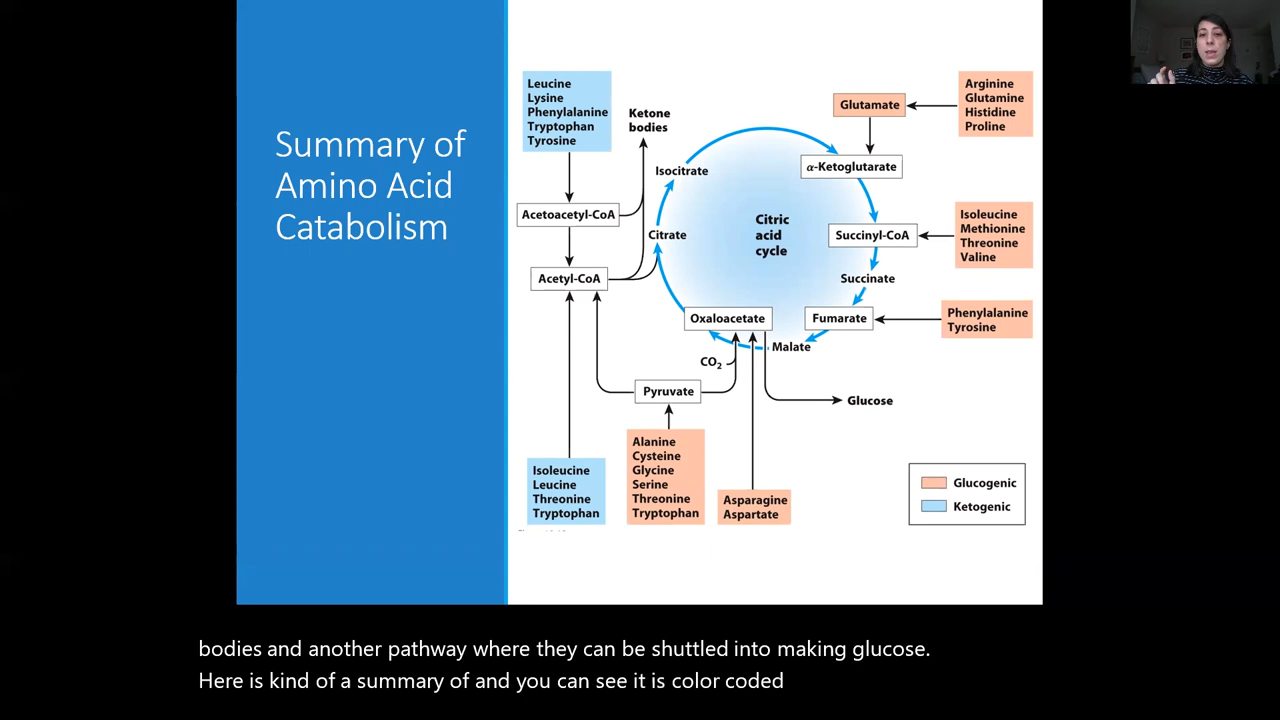 Summary of
Amino Acid
Catabolism
Leucine
Lysine
Phenylalanine
Tryptophan
Tyrosine
Ketone
bodies
Glutamate
Arginine
Glutamine
Histidine
Proline
Isocitrate
α-Ketoglutarate
Acetoacetyl-CoA
Citrate
Citric
acid
cycle
Succinyl-CoA
Isoleucine
Methionine
Threonine
Valine
Acetyl-CoA
Succinate
Oxaloacetate
Fumarate
Phenylalanine
Tyrosine
Malate
CO2
Pyruvate
Glucose
Isoleucine
Leucine
Threonine
Tryptophan
Alanine
Cysteine
Glycine
Serine
Threonine
Tryptophan
Asparagine
Aspartate
Glucogenic
Ketogenic
bodies and another pathway where they can be shuttled into making glucose.
Here is kind of a summary of and you can see it is color coded